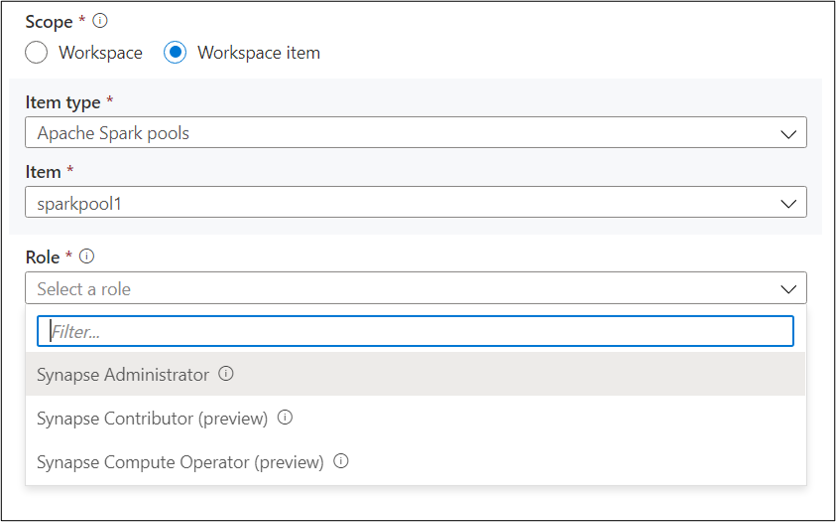 Scope *
Workspace Workspace item
Item type *
Apache Spark pools
Item *
sparkpool1
Role *
Select a role
Filter...
Synapse Administrator
Synapse Contributor (preview)
Synapse Compute Operator (preview)